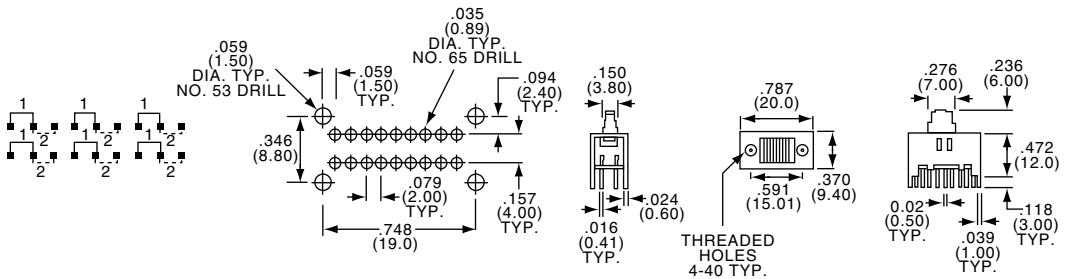 1 1 1
2 2 2
1 1 1
2 2 2
.059
(1.50)
DIA. TYP.
NO. 53 DRILL
.059
(1.50)
TYP.
.035
(0.89)
DIA. TYP.
NO. 65 DRILL
.094
(2.40)
TYP.
.346
(8.80)
.079
(2.00)
TYP.
.157
(4.00)
TYP.
.748
(19.0)
.150
(3.80)
.024
(0.60)
.016
(0.41)
TYP.
.787
(20.0)
.591
(15.01)
.370
(9.40)
THREADED
HOLES
4-40 TYP.
.276
(7.00)
.236
(6.00)
.472
(12.0)
0.02
(0.50)
TYP.
.039
(1.00)
TYP.
.118
(3.00)
TYP.